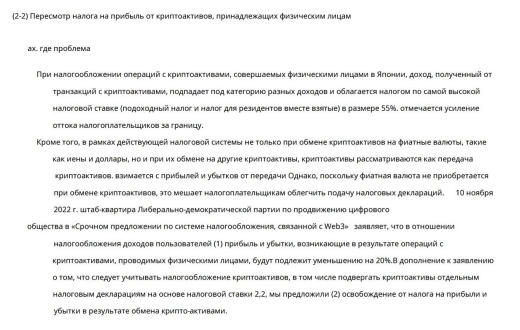 (2-2) Пересмотр налога на прибыль от криптоактивов, принадлежащих физическим лицам
ах. где проблема
При налогообложении операций с криптоактивами, совершаемых физическими лицами в Японии, доход, полученный от
транзакций с криптоактивами, подпадает под категорию разных доходов и облагается налогом по самой высокой
налоговой ставке (подоходный налог и налог для резидентов вместе взятые) в размере 55%. отмечается усиление
оттока налогоплательщиков за границу.
Кроме того, в рамках действующей налоговой системы не только при обмене криптоактивов на фиатные валюты, такие
как иены и доллары, но и при их обмене на другие криптоактивы, криптоактивы рассматриваются как передача
криптоактивов. взимается с прибылей и убытков от передачи Однако, поскольку фиатная валюта не приобретается
при обмене криптоактивов, это мешает налогоплательщикам облегчить подачу налоговых деклараций. 10 ноября
2022 г. штаб-квартира Либерально-демократической партии по продвижению цифрового
общества в «Срочном предложении по системе налогообложения, связанной с Web3» заявляет, что в отношении
налогообложения доходов пользователей (1) прибыль и убытки, возникающие в результате операций с
криптоактивами, проводимых физическими лицами, будут подлежит уменьшению на 20%.В дополнение к заявлению
о том, что следует учитывать налогообложение криптоактивов, в том числе подвергать криптоактивы отдельным
налоговым декларациям на основе налоговой ставки 2,2, мы предложили (2) освобождение от налога на прибыли и
убытки в результате обмена крипто-активами.